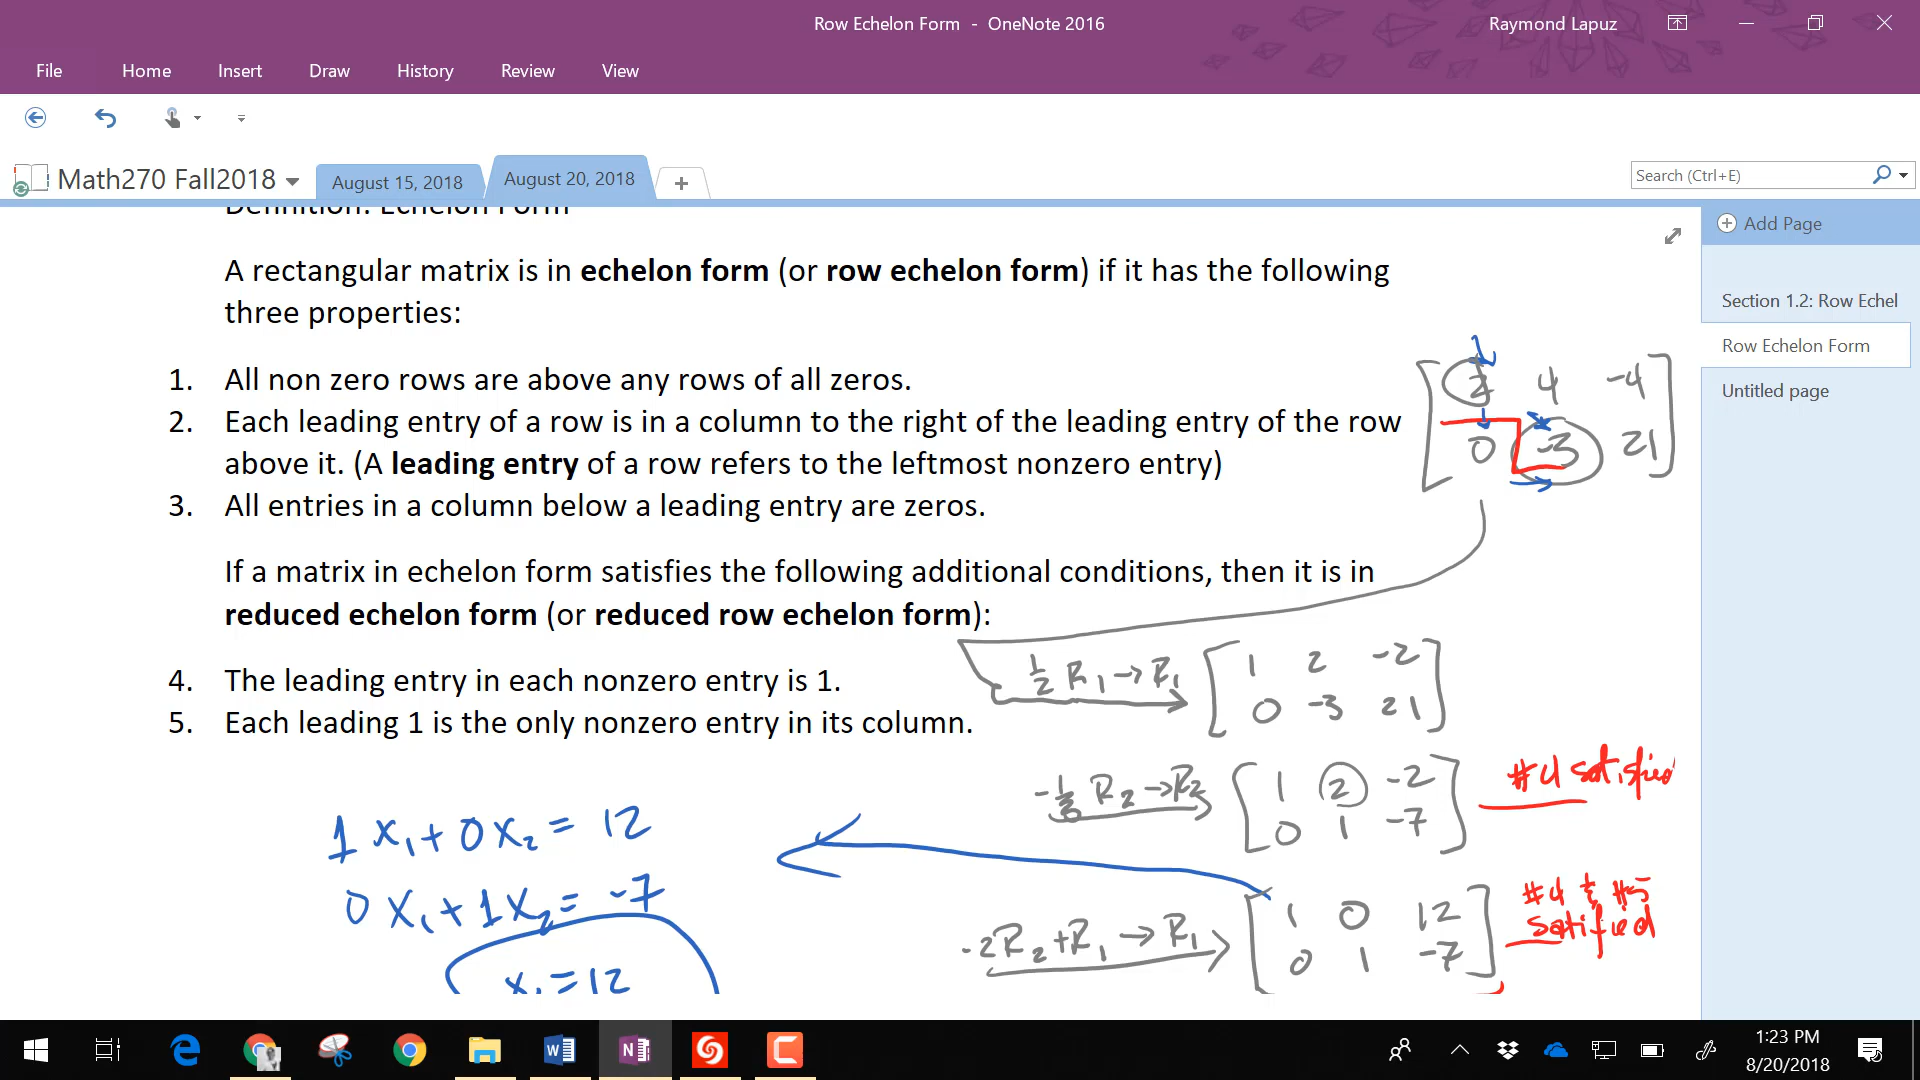 Row Echelon Form - OneNote 2016
Raymond Lapuz
File Home Insert Draw History Review View
Math270 Fall2018
August 15, 2018
August 20, 2018
Search (Ctrl+E)
Add Page
Section 1.2: Row Echel
Row Echelon Form
Untitled page
Definition: Echelon Form
A rectangular matrix is in echelon form (or row echelon form) if it has the following
three properties:
1. All non zero rows are above any rows of all zeros.
2. Each leading entry of a row is in a column to the right of the leading entry of the row
above it. (A leading entry of a row refers to the leftmost nonzero entry)
3. All entries in a column below a leading entry are zeros.
If a matrix in echelon form satisfies the following additional conditions, then it is in
reduced echelon form (or reduced row echelon form):
4. The leading entry in each nonzero entry is 1.
5. Each leading 1 is the only nonzero entry in its column.
2 4 -4
0 -3 21
1/2 R₁ → R₁
1 2 -2
0 -3 21
-1/3 R₂ → R₂
1 2 -2
0 1 -7
#4 satisfied
-2R₂ + R₁ → R₁
1 0 12
0 1 -7
#4 & #5
satified
1x₁ + 0x₂ = 12
0x₁ + 1x₂ = -7
x₁ = 12
1:23 PM
8/20/2018